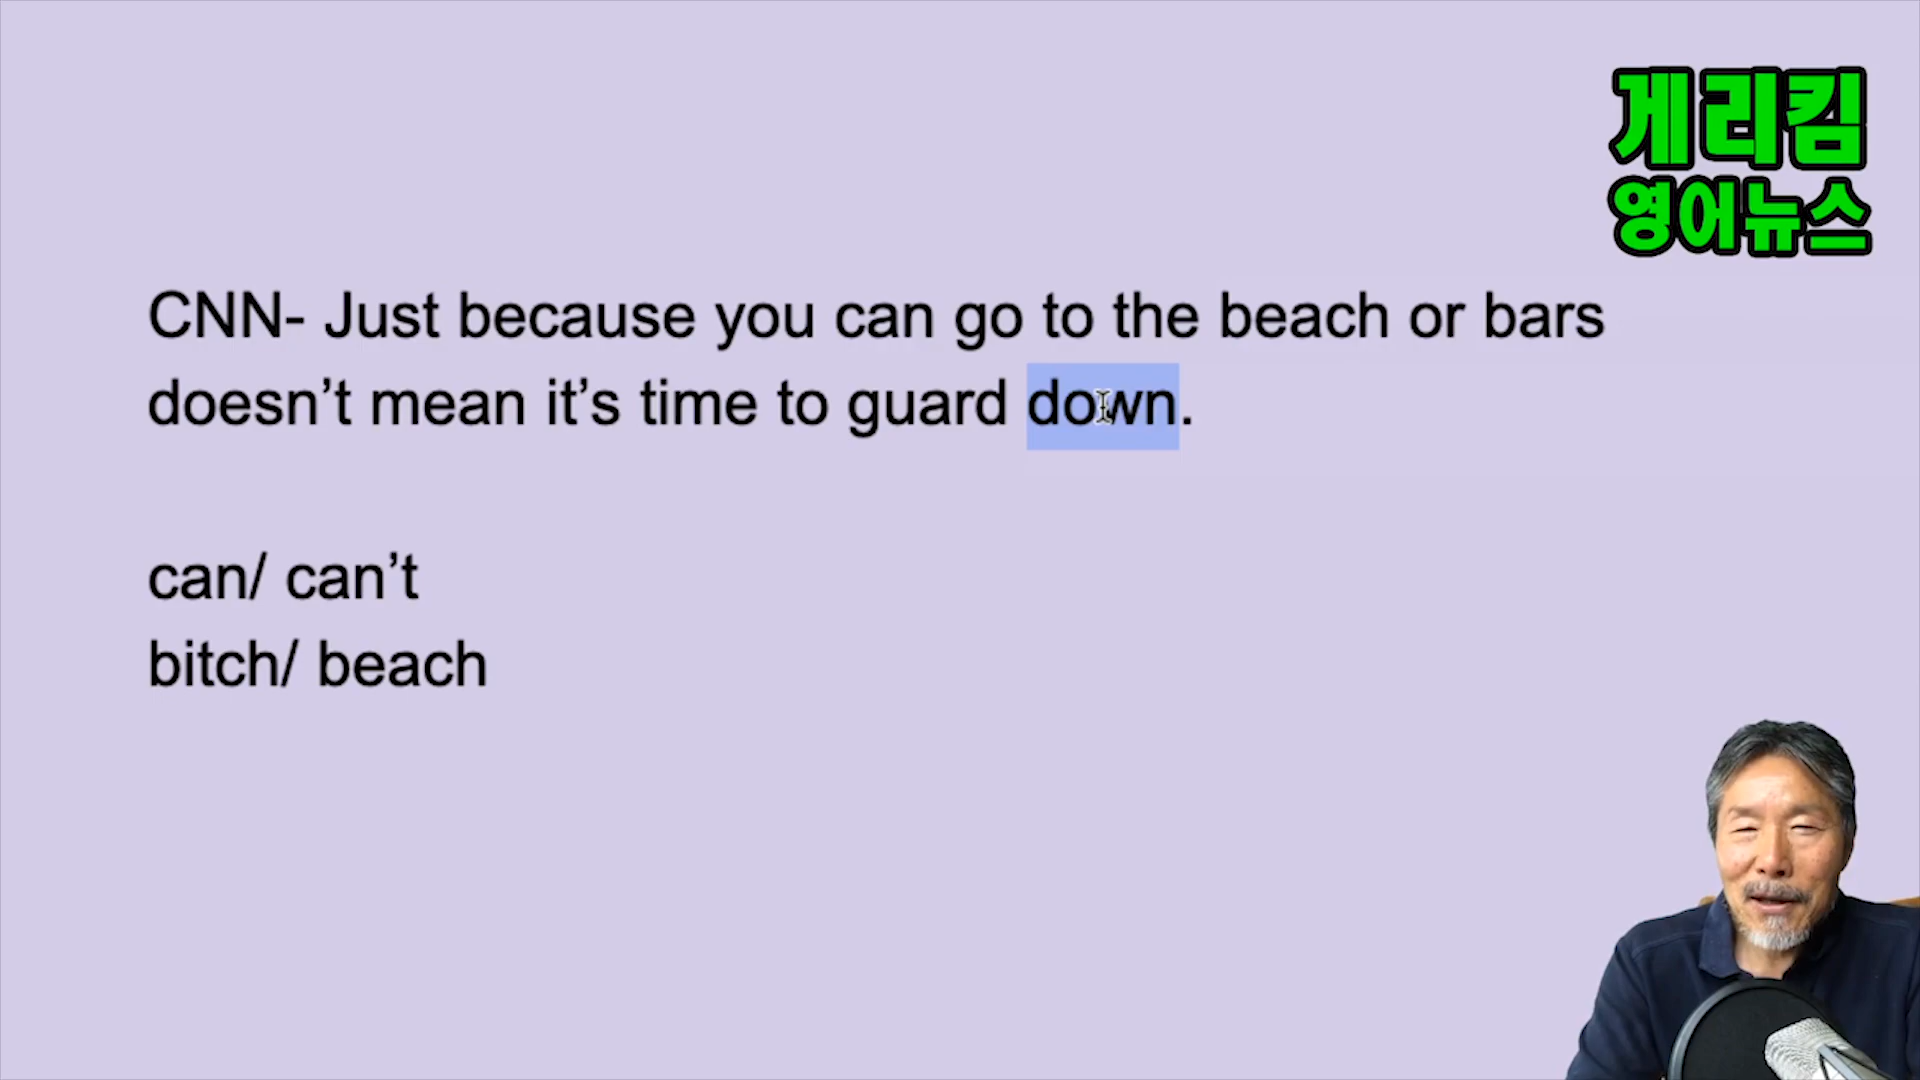 게리킴
영어뉴스
CNN- Just because you can go to the beach or bars
doesn’t mean it’s time to guard down.
can/ can’t
bitch/ beach